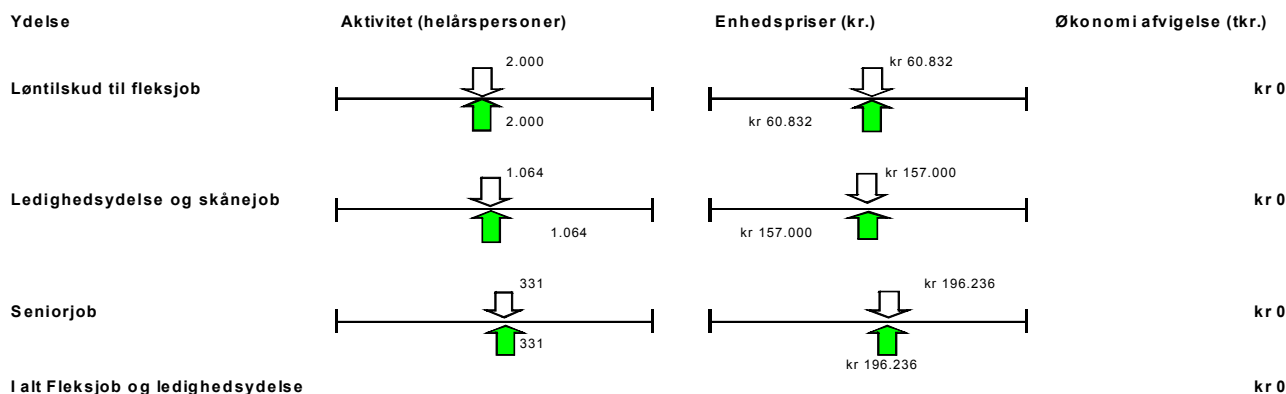 Ydelse Aktivitet (helårspersoner) Enhedspriser (kr.) Økonomi afvigelse (tkr.)
2.000 kr 60.832
Løntilskud til fleksjob kr 0
2.000 kr 60.832
1.064 kr 157.000
Ledighedsydelse og skånejob kr 0
1.064 kr 157.000
331 kr 196.236
Seniorjob kr 0
331
kr 196.236
I alt Fleksjob og ledighedsydelse kr 0